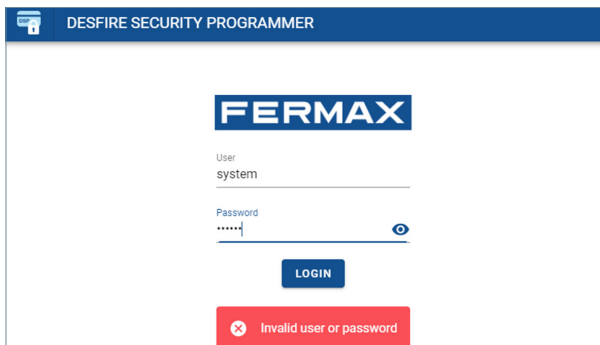 DESFIRE SECURITY PROGRAMMER
FERMAX
User
system
Password
••••••
LOGIN
Invalid user or password